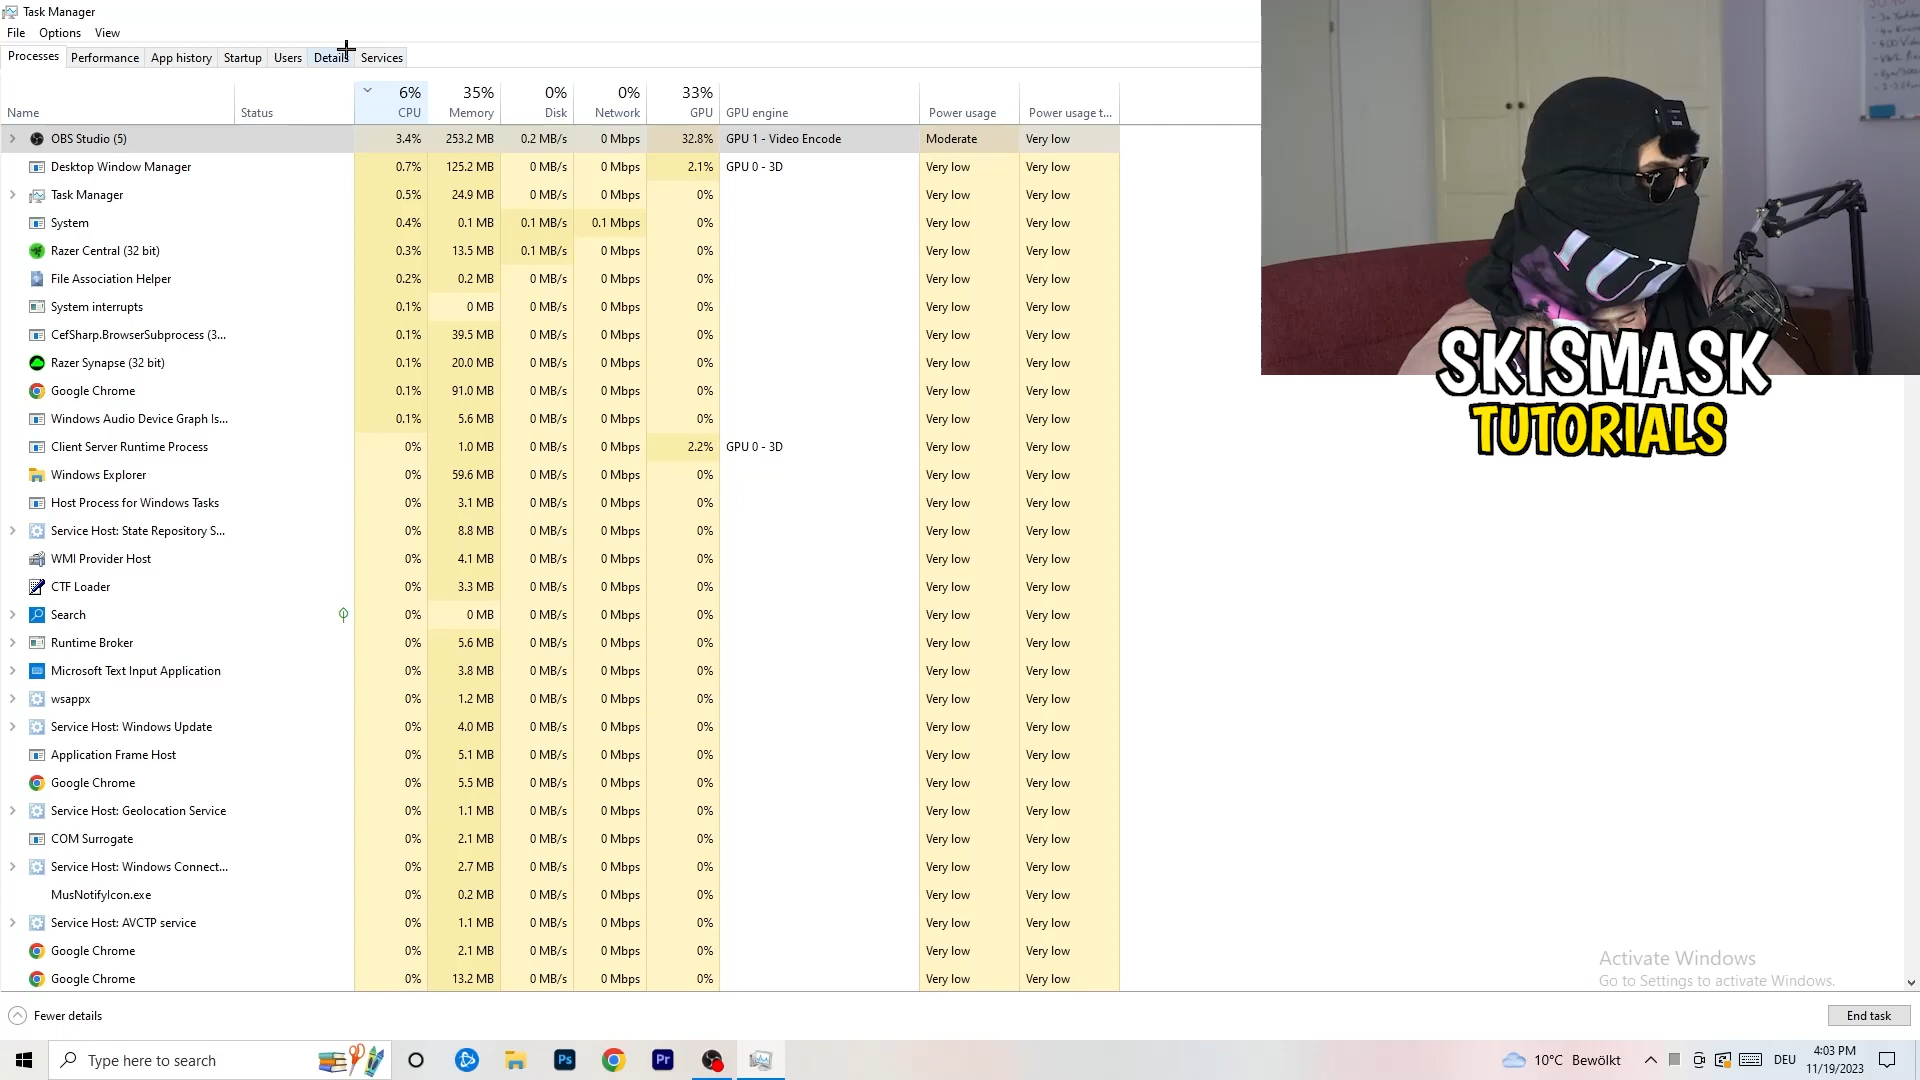 Task Manager
File Options View
Processes Performance App history Startup Users Details Services
6% 35% 0% 0% 33%
Name Status CPU Memory Disk Network GPU GPU engine Power usage Power usage t...
OBS Studio (5) 3.4% 253.2 MB 0.2 MB/s 0 Mbps 32.8% GPU 1 - Video Encode Moderate Very low
Desktop Window Manager 0.7% 125.2 MB 0 MB/s 0 Mbps 2.1% GPU 0 - 3D Very low Very low
Task Manager 0.5% 24.9 MB 0 MB/s 0 Mbps 0% Very low Very low
System 0.4% 0.1 MB 0.1 MB/s 0.1 Mbps 0% Very low Very low
Razer Central (32 bit) 0.3% 13.5 MB 0.1 MB/s 0 Mbps 0% Very low Very low
File Association Helper 0.2% 0.2 MB 0 MB/s 0 Mbps 0% Very low Very low
System interrupts 0.1% 0 MB 0 MB/s 0 Mbps 0% Very low Very low
CefSharp.BrowserSubprocess (3... 0.1% 39.5 MB 0 MB/s 0 Mbps 0% Very low Very low
Razer Synapse (32 bit) 0.1% 20.0 MB 0 MB/s 0 Mbps 0% Very low Very low
Google Chrome 0.1% 91.0 MB 0 MB/s 0 Mbps 0% Very low Very low
Windows Audio Device Graph Is... 0.1% 5.6 MB 0 MB/s 0 Mbps 0% Very low Very low
Client Server Runtime Process 0% 1.0 MB 0 MB/s 0 Mbps 2.2% GPU 0 - 3D Very low Very low
Windows Explorer 0% 59.6 MB 0 MB/s 0 Mbps 0% Very low Very low
Host Process for Windows Tasks 0% 3.1 MB 0 MB/s 0 Mbps 0% Very low Very low
Service Host: State Repository S... 0% 8.8 MB 0 MB/s 0 Mbps 0% Very low Very low
WMI Provider Host 0% 4.1 MB 0 MB/s 0 Mbps 0% Very low Very low
CTF Loader 0% 3.3 MB 0 MB/s 0 Mbps 0% Very low Very low
Search 0% 0 MB 0 MB/s 0 Mbps 0% Very low Very low
Runtime Broker 0% 5.6 MB 0 MB/s 0 Mbps 0% Very low Very low
Microsoft Text Input Application 0% 3.8 MB 0 MB/s 0 Mbps 0% Very low Very low
wsappx 0% 1.2 MB 0 MB/s 0 Mbps 0% Very low Very low
Service Host: Windows Update 0% 4.0 MB 0 MB/s 0 Mbps 0% Very low Very low
Application Frame Host 0% 5.1 MB 0 MB/s 0 Mbps 0% Very low Very low
Google Chrome 0% 5.5 MB 0 MB/s 0 Mbps 0% Very low Very low
Service Host: Geolocation Service 0% 1.1 MB 0 MB/s 0 Mbps 0% Very low Very low
COM Surrogate 0% 2.1 MB 0 MB/s 0 Mbps 0% Very low Very low
Service Host: Windows Connect... 0% 2.7 MB 0 MB/s 0 Mbps 0% Very low Very low
MusNotifyIcon.exe 0% 0.2 MB 0 MB/s 0 Mbps 0% Very low Very low
Service Host: AVCTP service 0% 1.1 MB 0 MB/s 0 Mbps 0% Very low Very low
Google Chrome 0% 2.1 MB 0 MB/s 0 Mbps 0% Very low Very low
Google Chrome 0% 13.2 MB 0 MB/s 0 Mbps 0% Very low Very low
SKISMASK
TUTORIALS
Activate Windows
Go to Settings to activate Windows.
Fewer details End task
Type here to search Ps Pr 10°C Bewölkt DEU 4:03 PM
11/19/2023